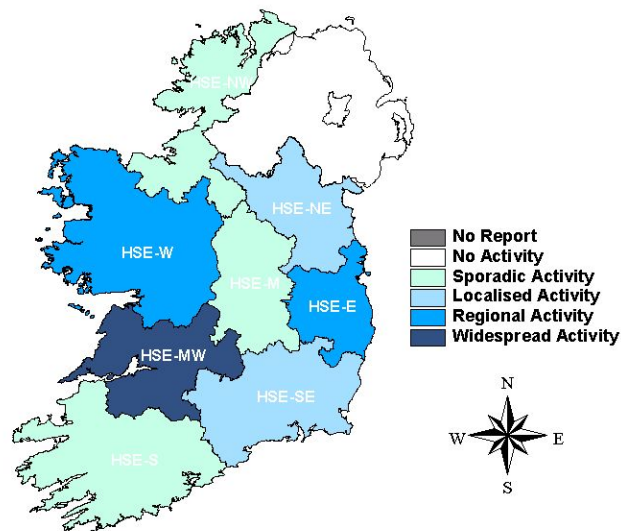 HSE-NW
HSE-NE
HSE-W
HSE-M
HSE-E
HSE-MW
HSE-SE
HSE-S
No Report
No Activity
Sporadic Activity
Localised Activity
Regional Activity
Widespread Activity
N
W
E
S